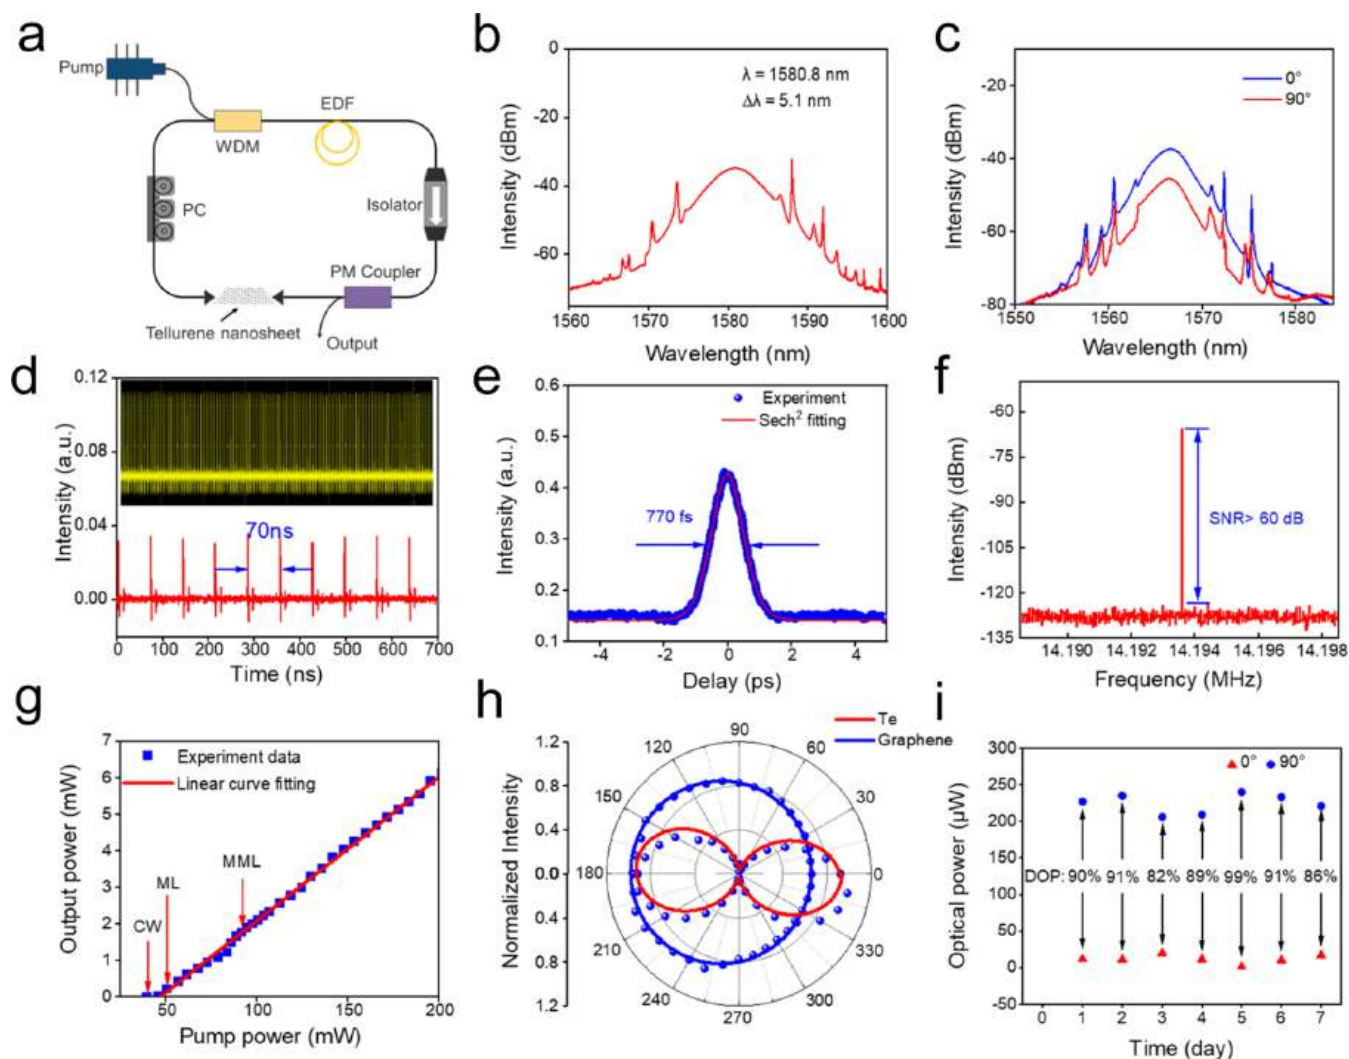 a
Pump
WDM
EDF
PC
Isolator
PM Coupler
Tellurene nanosheet
Output
b
λ = 1580.8 nm
Δλ = 5.1 nm
0
-20
-40
-60
Intensity (dBm)
1560 1570 1580 1590 1600
Wavelength (nm)
c
0°
90°
-20
-40
-60
-80
Intensity (dBm)
1550 1560 1570 1580
Wavelength (nm)
d
0.12
0.08
0.04
0.00
Intensity (a.u.)
70ns
0 100 200 300 400 500 600 700
Time (ns)
e
Experiment
Sech² fitting
0.6
0.5
0.4
0.3
0.2
0.1
Intensity (a.u.)
770 fs
-4 -2 0 2 4
Delay (ps)
f
-60
-75
-90
-105
-120
-135
Intensity (dBm)
SNR> 60 dB
14.190 14.192 14.194 14.196 14.198
Frequency (MHz)
g
Experiment data
Linear curve fitting
7
6
5
4
3
2
1
0
Output power (mW)
CW
ML
MML
50 100 150 200
Pump power (mW)
h
Te
Graphene
1.2
0.8
0.4
0.0
0.4
0.8
1.2
Normalized Intensity
90
120
60
150
30
180
0
210
330
240
300
270
i
0° 90°
300
250
200
150
100
50
0
-50
Optical power (μW)
DOP: 90% 91% 82% 89% 99% 91% 86%
0 1 2 3 4 5 6 7
Time (day)